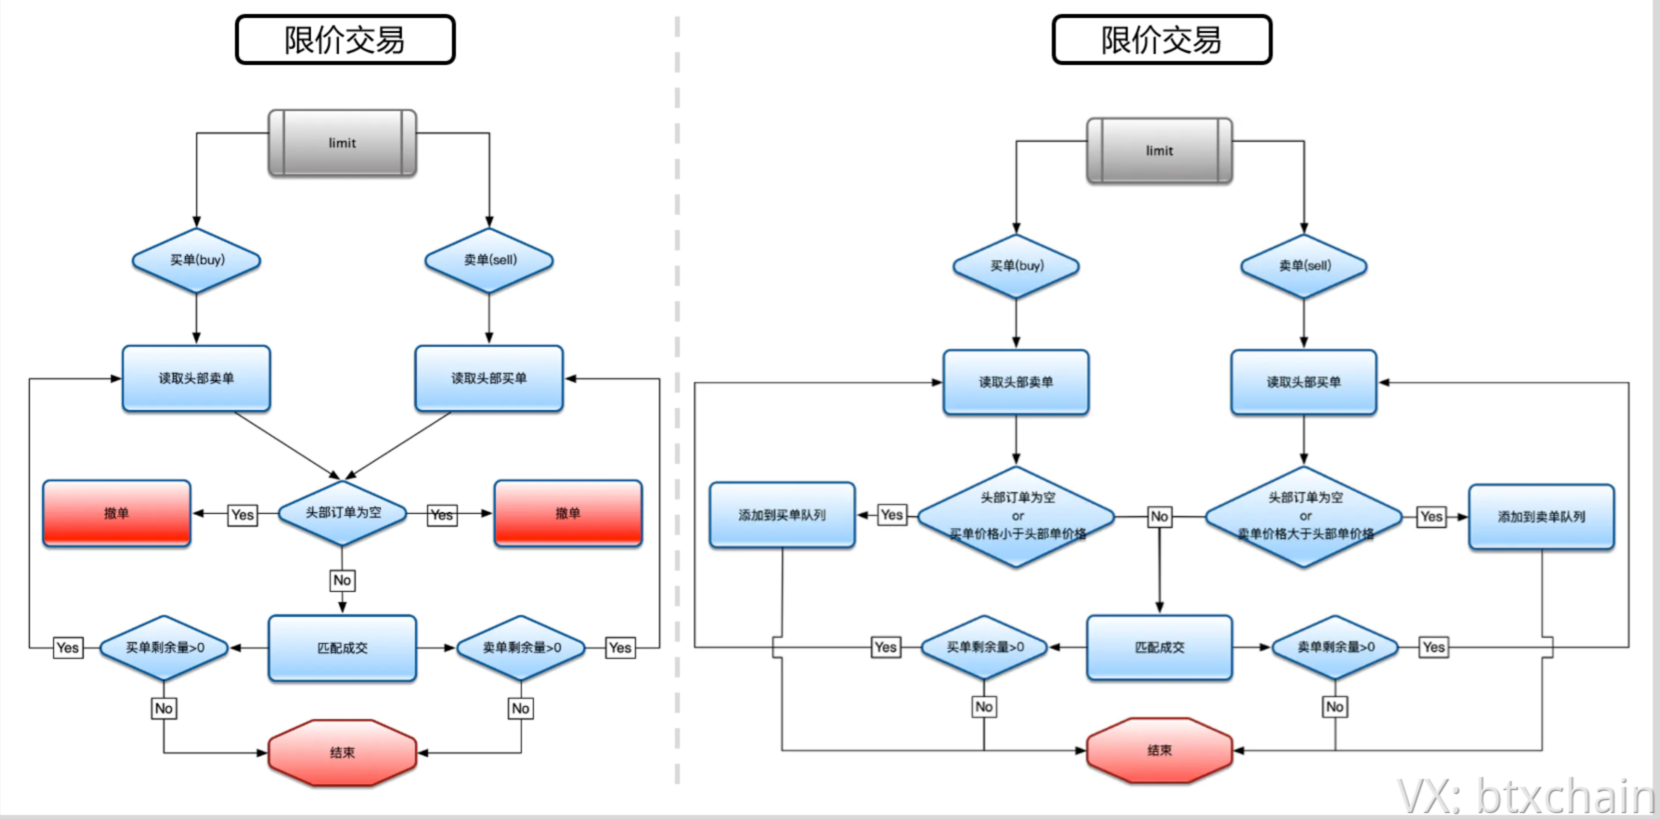 限价交易
limit
买单(buy)
卖单(sell)
读取头部卖单
读取头部买单
撤单
Yes
头部订单为空
Yes
撤单
No
Yes
买单剩余量>0
匹配成交
卖单剩余量>0
Yes
No
No
结束
限价交易
limit
买单(buy)
卖单(sell)
读取头部卖单
读取头部买单
添加到买单队列
Yes
头部订单为空
or
买单价格小于头部单价格
No
头部订单为空
or
卖单价格大于头部单价格
Yes
添加到卖单队列
Yes
买单剩余量>0
匹配成交
卖单剩余量>0
Yes
No
No
结束
VX: btxchain